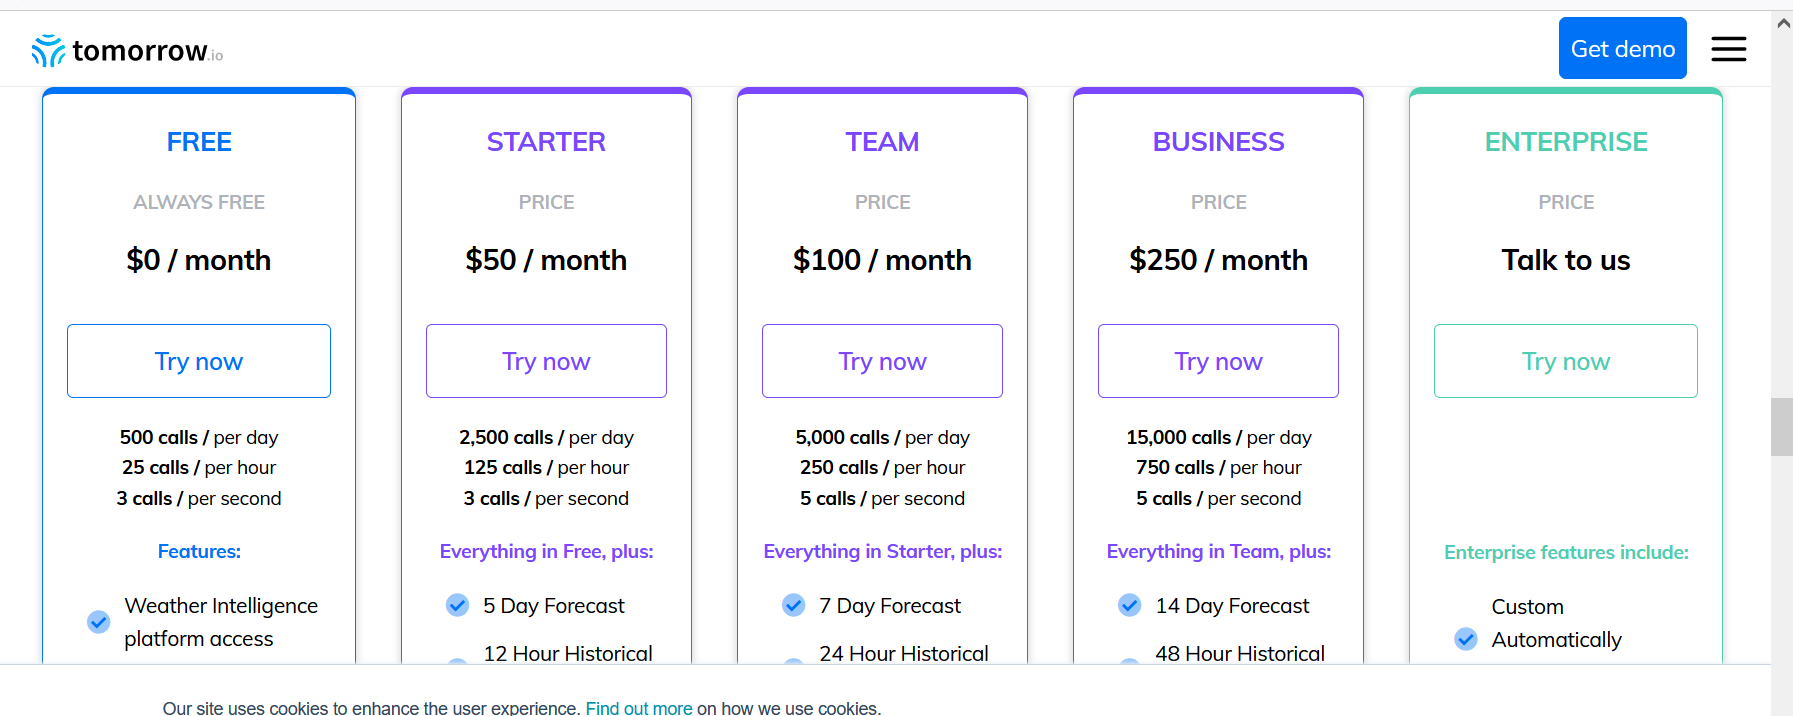 tomorrow.io
Get demo
FREE
ALWAYS FREE
$0 / month
Try now
500 calls / per day
25 calls / per hour
3 calls / per second
Features:
Weather Intelligence
platform access
STARTER
PRICE
$50 / month
Try now
2,500 calls / per day
125 calls / per hour
3 calls / per second
Everything in Free, plus:
5 Day Forecast
12 Hour Historical
TEAM
PRICE
$100 / month
Try now
5,000 calls / per day
250 calls / per hour
5 calls / per second
Everything in Starter, plus:
7 Day Forecast
24 Hour Historical
BUSINESS
PRICE
$250 / month
Try now
15,000 calls / per day
750 calls / per hour
5 calls / per second
Everything in Team, plus:
14 Day Forecast
48 Hour Historical
ENTERPRISE
PRICE
Talk to us
Try now
Enterprise features include:
Custom
Automatically
Our site uses cookies to enhance the user experience. Find out more on how we use cookies.